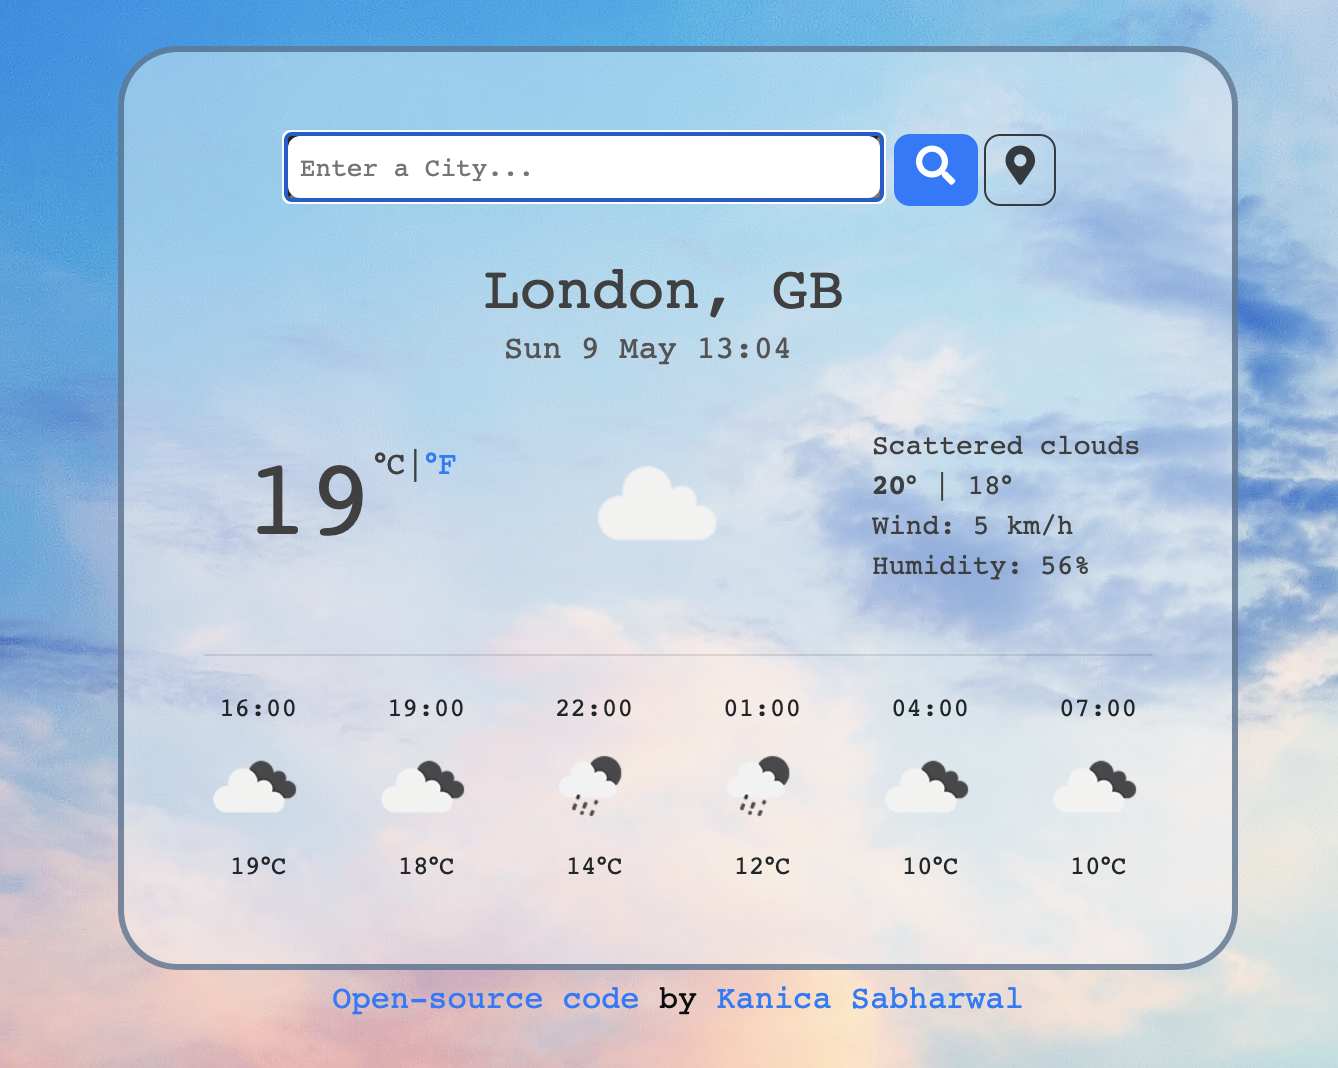 Enter a City...
London, GB
Sun 9 May 13:04
19 °C|°F
Scattered clouds
20° | 18°
Wind: 5 km/h
Humidity: 56%
16:00 19:00 22:00 01:00 04:00 07:00
19°C 18°C 14°C 12°C 10°C 10°C
Open-source code by Kanica Sabharwal